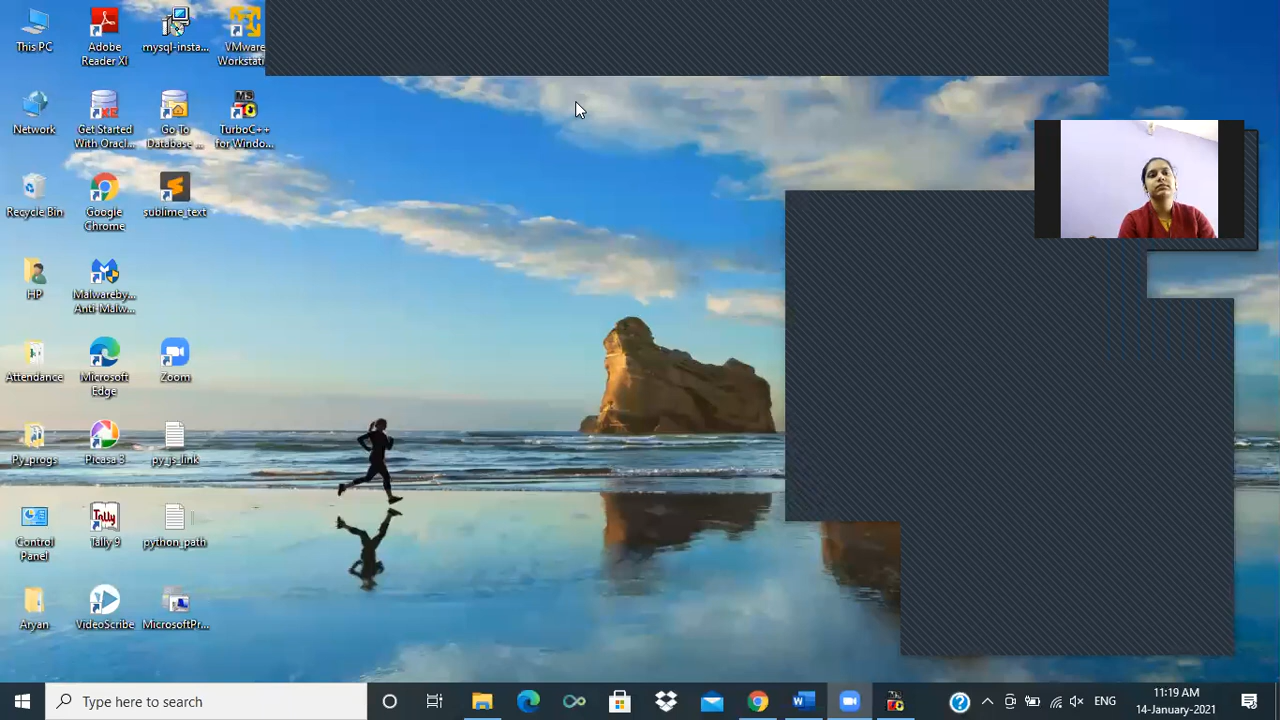 This PC
Adobe
Reader XI
mysql-insta...
VMware
Workstati
Network
Get Started
With Oracl...
Go To
Database ...
MS
TurboC++
for Windo...
Recycle Bin
Google
Chrome
sublime_text
HP
Malwareby...
Anti-Malw...
Attendance
Microsoft
Edge
Zoom
Py_progs
Picasa 3
py_js_link
Control
Panel
Tally
Tally 9
python_path
Aryan
VideoScribe
MicrosoftPr...
Type here to search
ENG
11:19 AM
14-January-2021